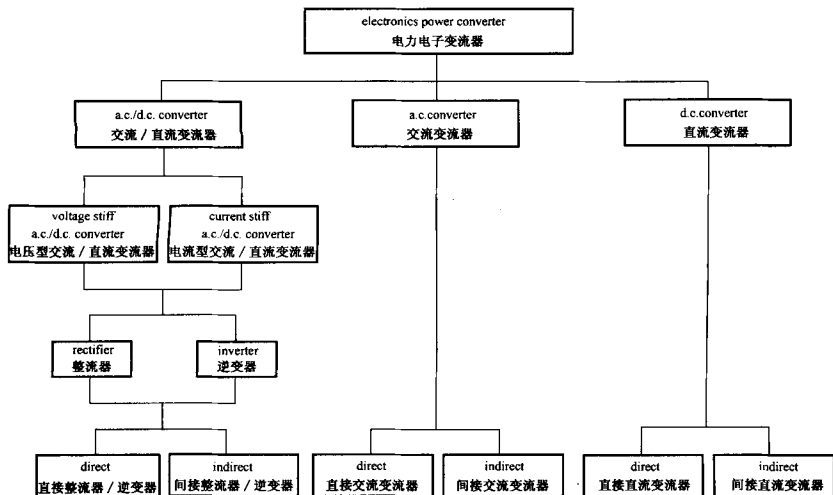 electronics power converter
电力电子变流器
a.c./d.c. converter
交流 / 直流变流器
a.c.converter
交流变流器
d.c.converter
直流变流器
voltage stiff
a.c./d.c. converter
电压型交流 / 直流变流器
current stiff
a.c./d.c. converter
电流型交流 / 直流变流器
rectifier
整流器
inverter
逆变器
direct
直接整流器 / 逆变器
indirect
间接整流器 / 逆变器
direct
直接交流变流器
indirect
间接交流变流器
direct
直接直流变流器
indirect
间接直流变流器